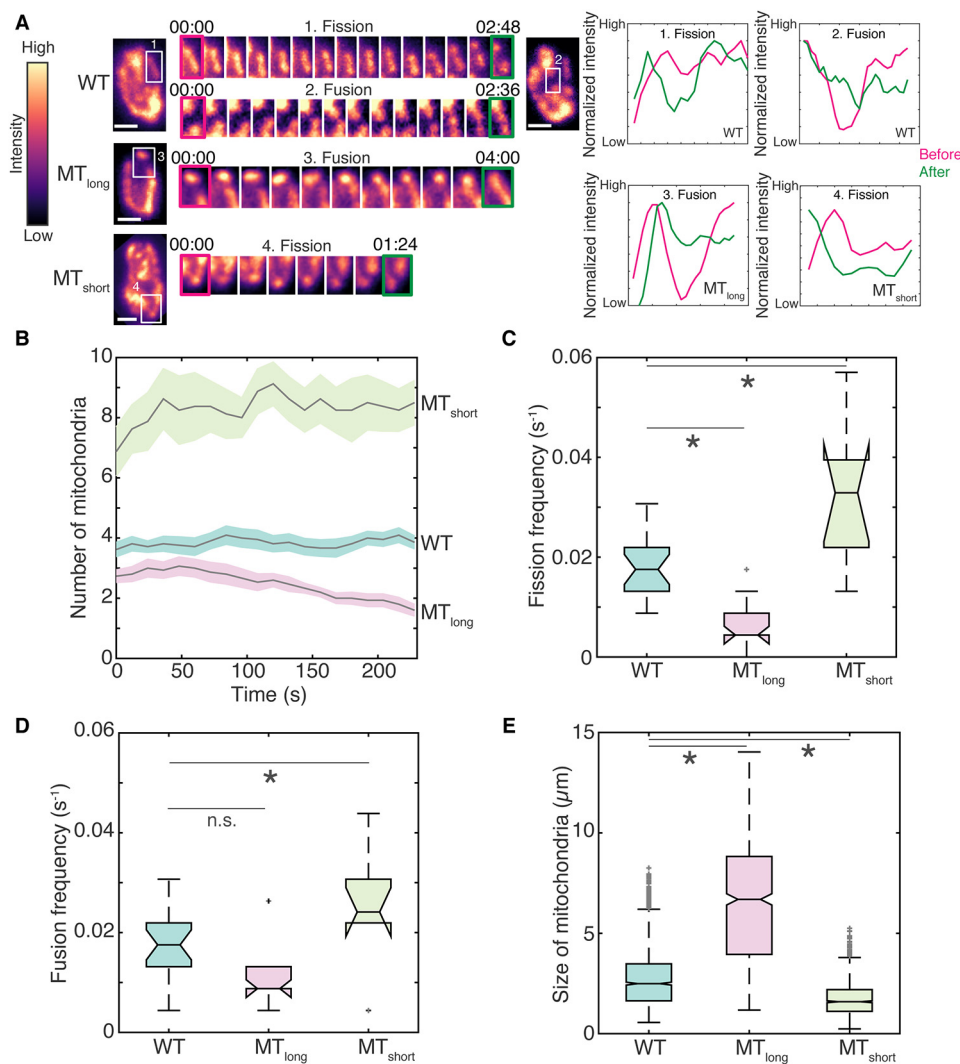 A
High
Intensity
Low
WT
1
00:00 1. Fission 02:48
00:00 2. Fusion 02:36
2
MTlong
3
00:00 3. Fusion 04:00
MTshort
4
00:00 4. Fission 01:24
High
Normalized intensity
Low
1. Fission
WT
High
Normalized intensity
Low
2. Fusion
WT
Before
After
High
Normalized intensity
Low
3. Fusion
MTlong
High
Normalized intensity
Low
4. Fission
MTshort
B
Number of mitochondria
10
8
6
4
2
0
0 50 100 150 200
Time (s)
MTshort
WT
MTlong
C
Fission frequency (s-1)
0.06
0.04
0.02
0
*
*
WT MTlong MTshort
D
Fusion frequency (s-1)
0.06
0.04
0.02
0
*
n.s.
WT MTlong MTshort
E
Size of mitochondria (µm)
15
10
5
0
* *
WT MTlong MTshort